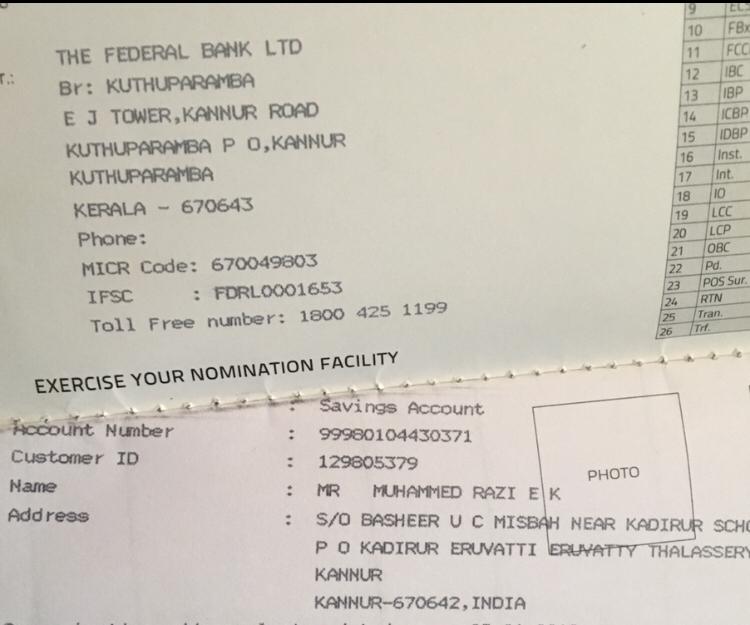 THE FEDERAL BANK LTD
Br: KUTHUPARAMBA
E J TOWER,KANNUR ROAD
KUTHUPARAMBA P O,KANNUR
KUTHUPARAMBA
KERALA - 670643
Phone:
MICR Code: 670049803
IFSC : FDRL0001653
Toll Free number: 1800 425 1199
9 ECS
10 FBx
11 FCC
12 IBC
13 IBP
14 ICBP
15 IDBP
16 Inst.
17 Int.
18 IO
19 LCC
20 LCP
21 OBC
22 Pd.
23 POS Sur.
24 RTN
25 Tran.
26 Trf.
EXERCISE YOUR NOMINATION FACILITY
: Savings Account
Account Number : 99980104430371
Customer ID : 129805379
Name : MR MUHAMMED RAZI E K
Address : S/O BASHEER U C MISBAH NEAR KADIRUR SCHO
P O KADIRUR ERUVATTI ERUVATTY THALASSERY
KANNUR
KANNUR-670642,INDIA
PHOTO